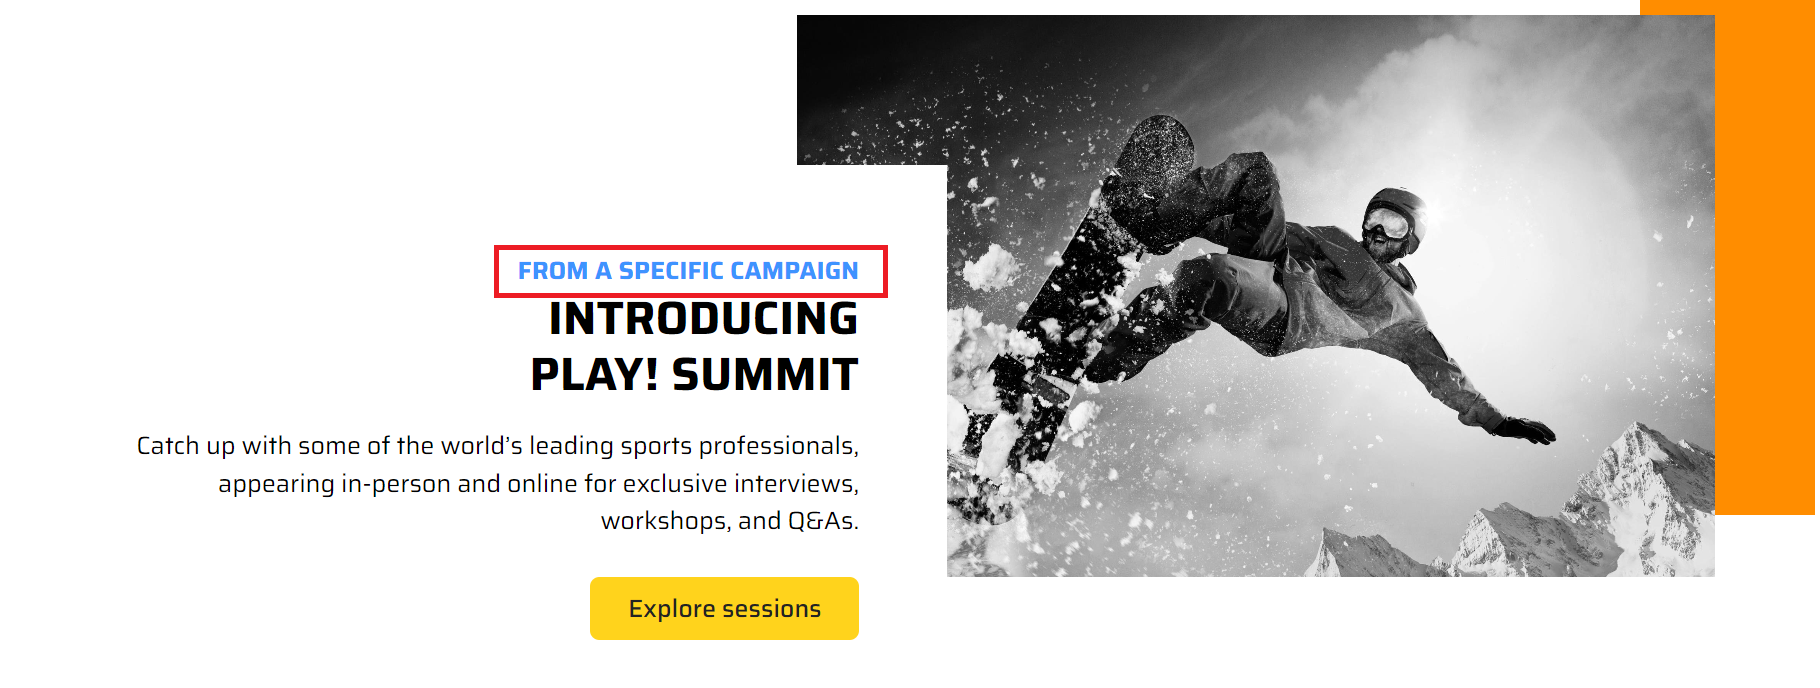 FROM A SPECIFIC CAMPAIGN
INTRODUCING
PLAY! SUMMIT
Catch up with some of the world’s leading sports professionals,
appearing in-person and online for exclusive interviews,
workshops, and Q&As.
Explore sessions